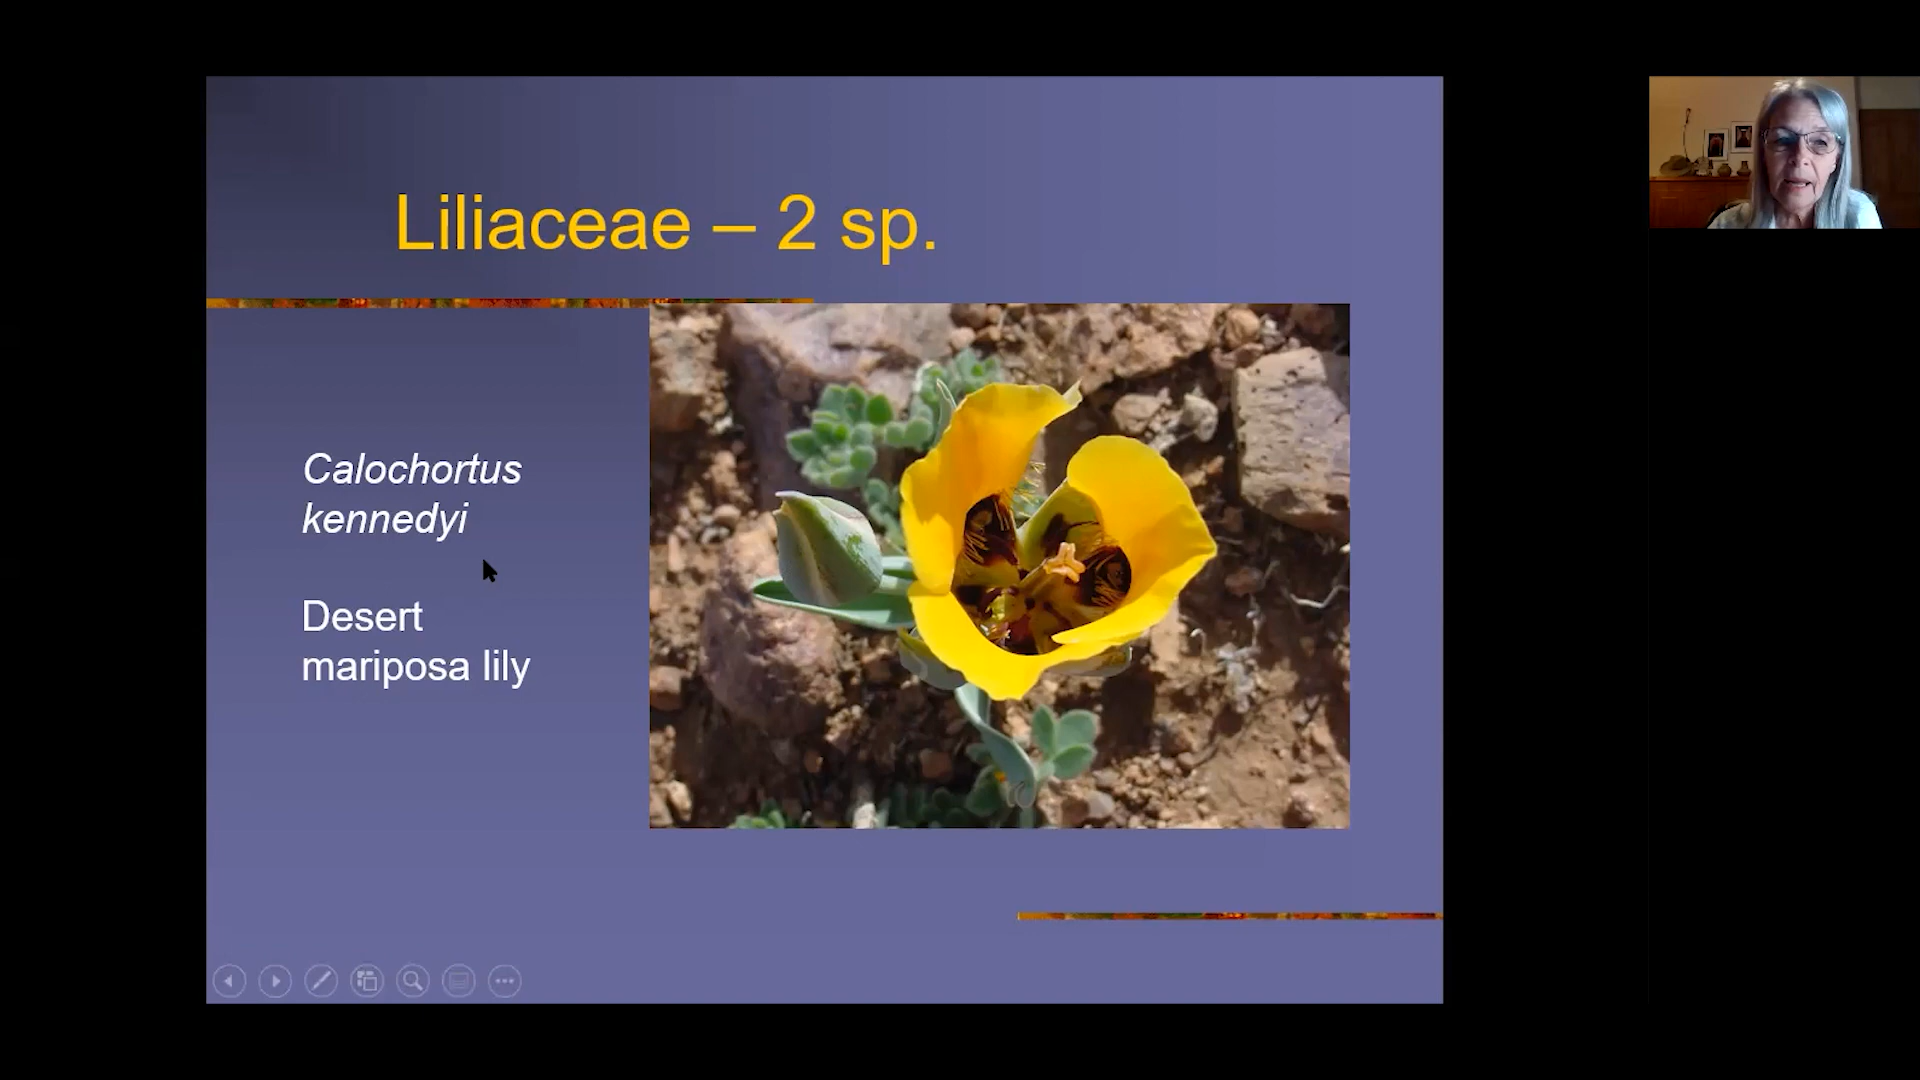 Liliaceae – 2 sp.
Calochortus
kennedyi
Desert
mariposa lily